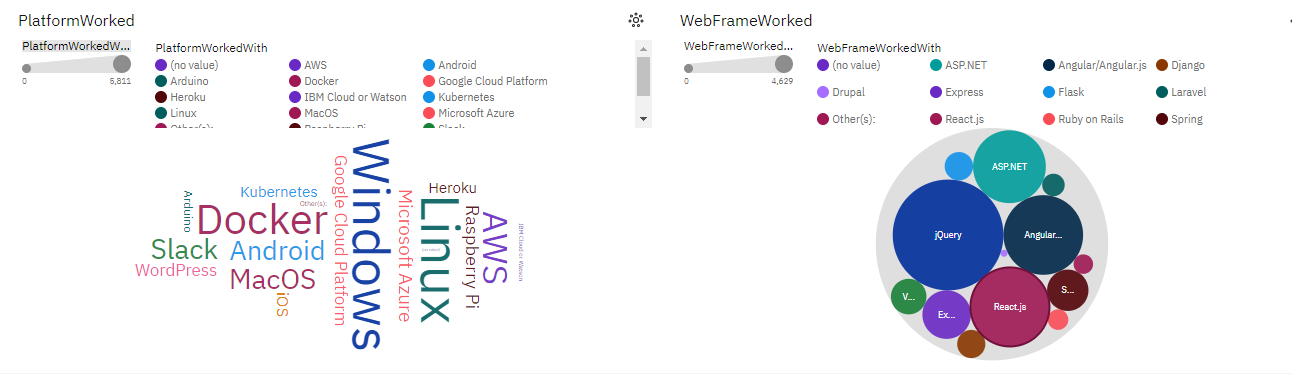 PlatformWorked
PlatformWorkedW...
0
5,811
PlatformWorkedWith
(no value)
AWS
Android
Arduino
Docker
Google Cloud Platform
Heroku
IBM Cloud or Watson
Kubernetes
Linux
MacOS
Microsoft Azure
Other(s):
Raspberry Pi
Slack
Arduino
Kubernetes
Other(s):
Docker
Slack
Android
WordPress
MacOS
iOS
Google Cloud Platform
Windows
Microsoft Azure
Heroku
Linux
(no value)
Raspberry Pi
AWS
IBM Cloud or Watson
WebFrameWorked
WebFrameWorked...
0
4,629
WebFrameWorkedWith
(no value)
ASP.NET
Angular/Angular.js
Django
Drupal
Express
Flask
Laravel
Other(s):
React.js
Ruby on Rails
Spring
ASP.NET
jQuery
Angular...
V...
Ex...
React.js
S...